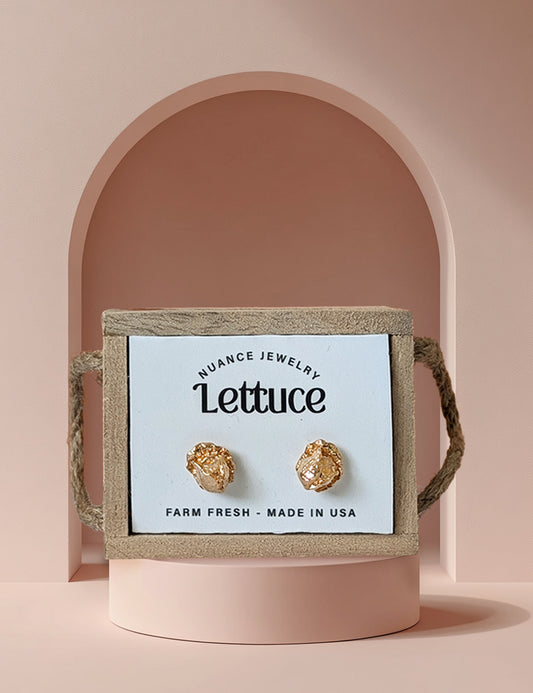 NUANCE JEWELRY
Lettuce
FARM FRESH - MADE IN USA